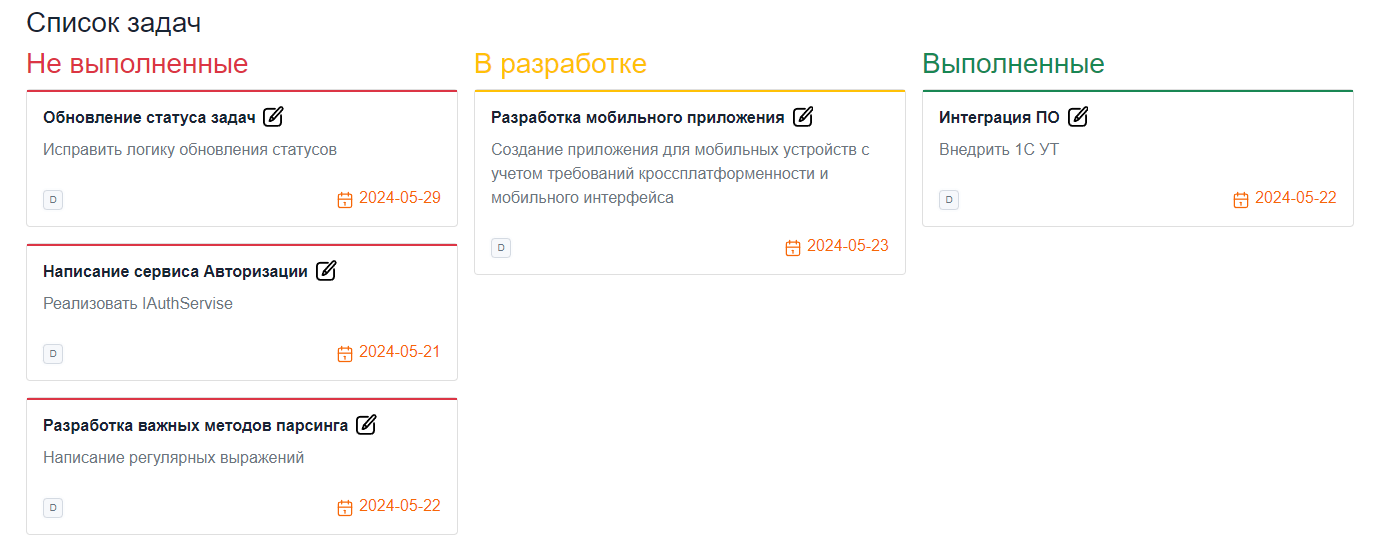 Список задач
Не выполненные
Обновление статуса задач
Исправить логику обновления статусов
D
2024-05-29
Написание сервиса Авторизации
Реализовать IAuthServise
D
2024-05-21
Разработка важных методов парсинга
Написание регулярных выражений
D
2024-05-22
В разработке
Разработка мобильного приложения
Создание приложения для мобильных устройств с
учетом требований кроссплатформенности и
мобильного интерфейса
D
2024-05-23
Выполненные
Интеграция ПО
Внедрить 1С УТ
D
2024-05-22